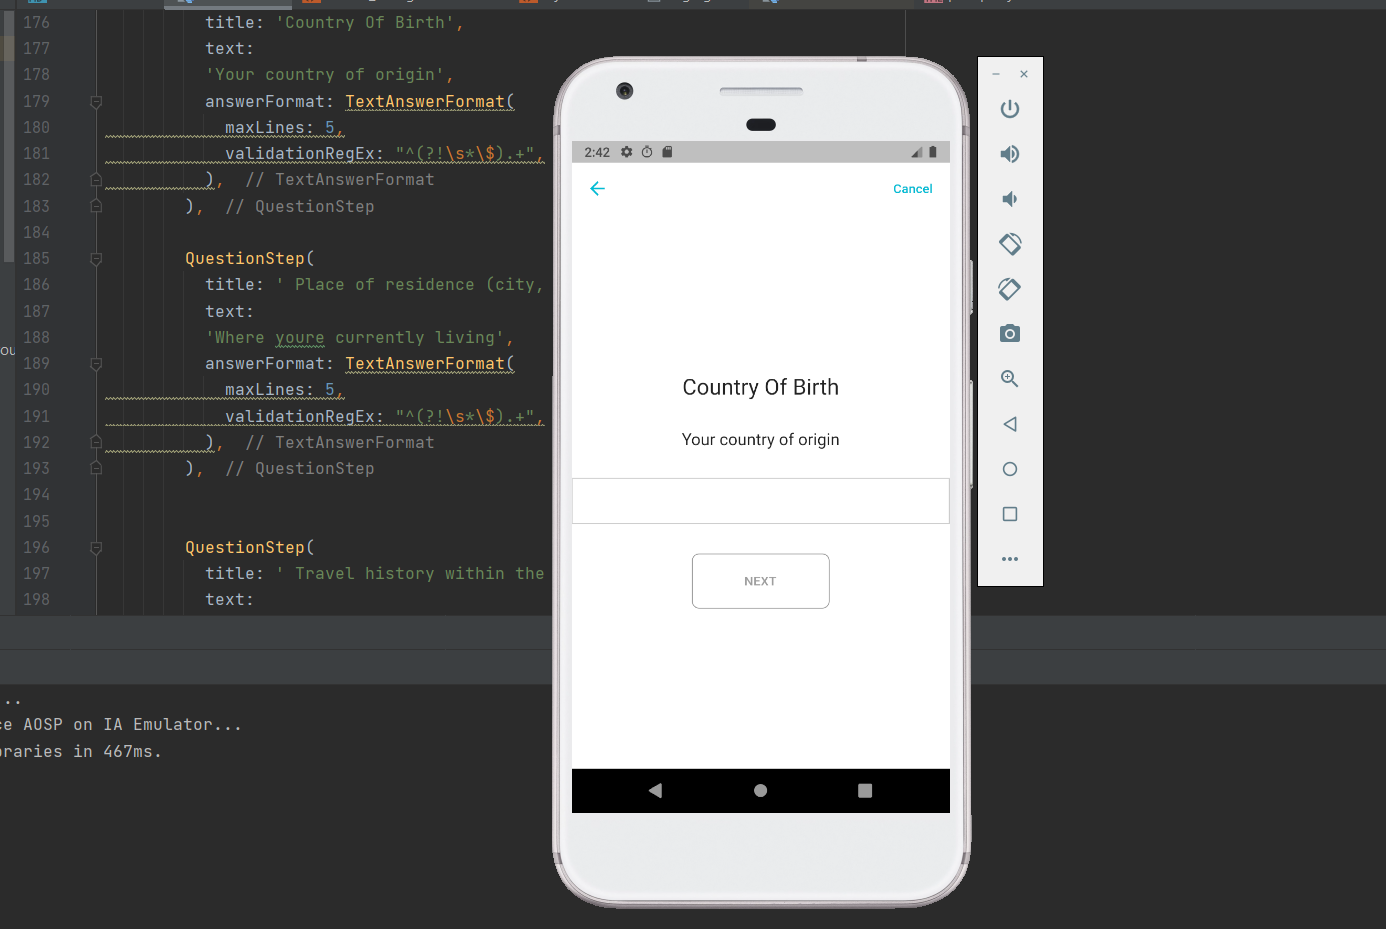 176 title: 'Country Of Birth',
177 text:
178 'Your country of origin',
179 answerFormat: TextAnswerFormat(
180 maxLines: 5,
181 validationRegEx: "^(?!\s*\$).+",
182 ), // TextAnswerFormat
183 ), // QuestionStep
184
185 QuestionStep(
186 title: ' Place of residence (city,
187 text:
188 'Where youre currently living',
189 answerFormat: TextAnswerFormat(
190 maxLines: 5,
191 validationRegEx: "^(?!\s*\$).+",
192 ), // TextAnswerFormat
193 ), // QuestionStep
194
195
196 QuestionStep(
197 title: ' Travel history within the
198 text:
ou
...
ce AOSP on IA Emulator...
braries in 467ms.
2:42
Cancel
Country Of Birth
Your country of origin
NEXT